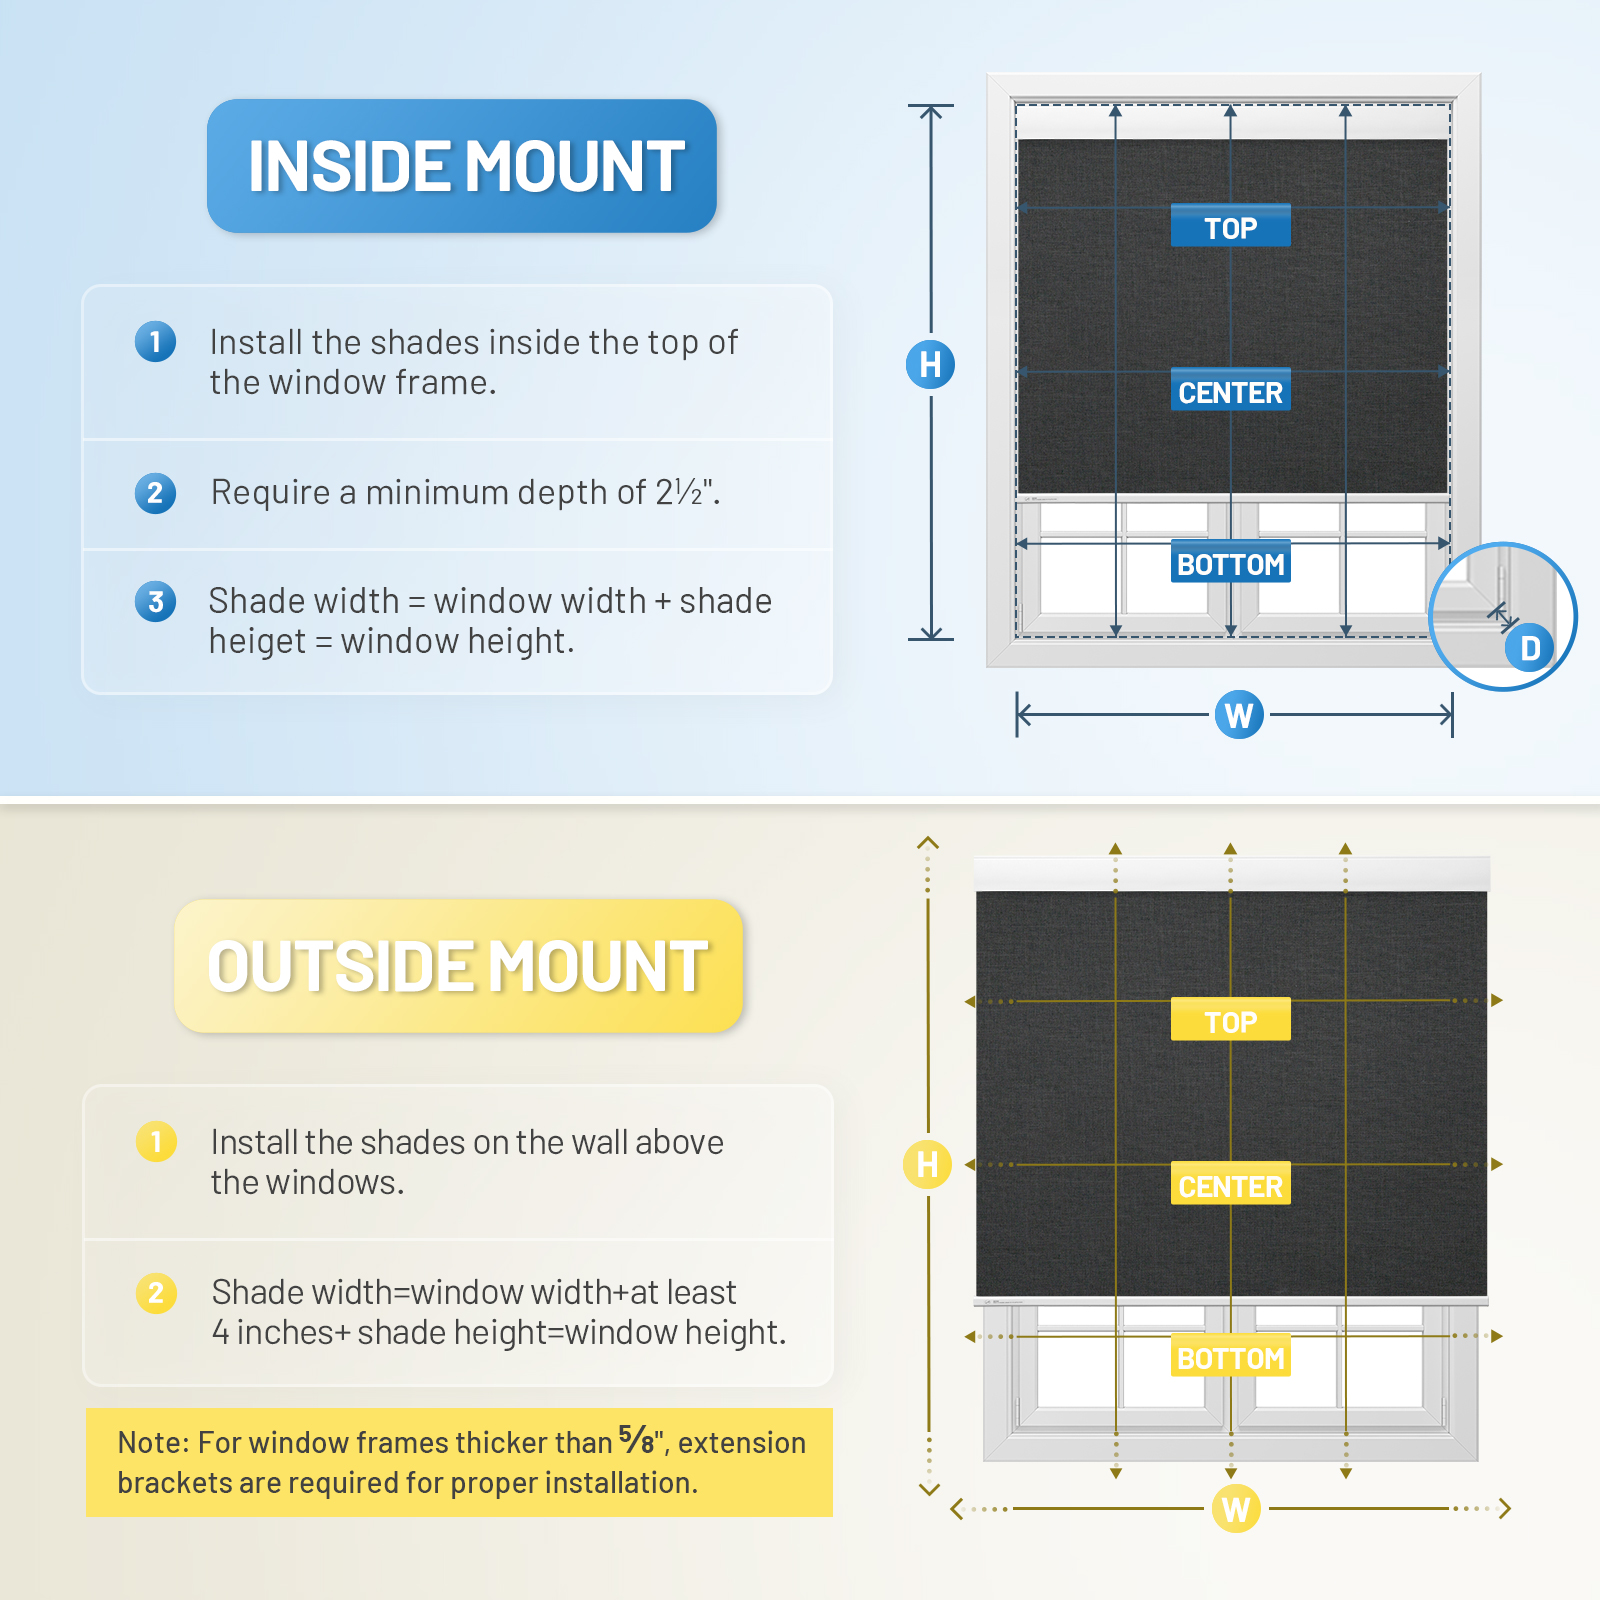 INSIDE MOUNT
1 Install the shades inside the top of
the window frame.
2 Require a minimum depth of 2½".
3 Shade width = window width + shade
heiget = window height.
H
TOP
CENTER
BOTTOM
D
W
OUTSIDE MOUNT
1 Install the shades on the wall above
the windows.
2 Shade width=window width+at least
4 inches+ shade height=window height.
Note: For window frames thicker than ⅝", extension
brackets are required for proper installation.
H
TOP
CENTER
BOTTOM
W